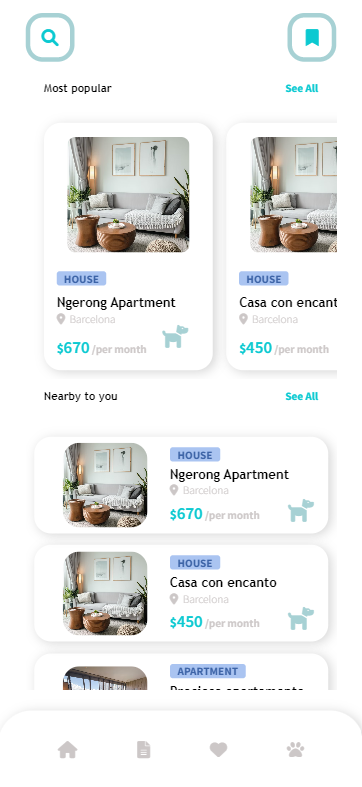 Most popular
See All
HOUSE
Ngerong Apartment
Barcelona
$670 /per month
HOUSE
Casa con encant
Barcelona
$450 /per month
Nearby to you
See All
HOUSE
Ngerong Apartment
Barcelona
$670 /per month
HOUSE
Casa con encanto
Barcelona
$450 /per month
APARTMENT